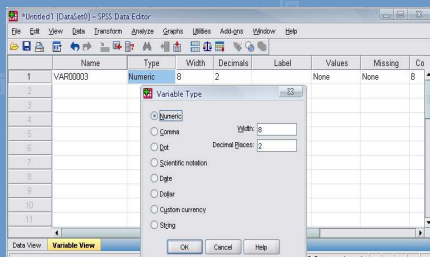 *Untitled1 [DataSet0] - SPSS Data Editor
File Edit View Data Transform Analyze Graphs Utilities Add-ons Window Help
Name Type Width Decimals Label Values Missing Co
1 VAR00003 Numeric 8 2 None None 8
2
3
4
5
6
7
8
9
10
11
Variable Type
Numeric
Comma
Width: 8
Dot
Decimal Places: 2
Scientific notation
Date
Dollar
Custom currency
String
OK Cancel Help
Data View Variable View